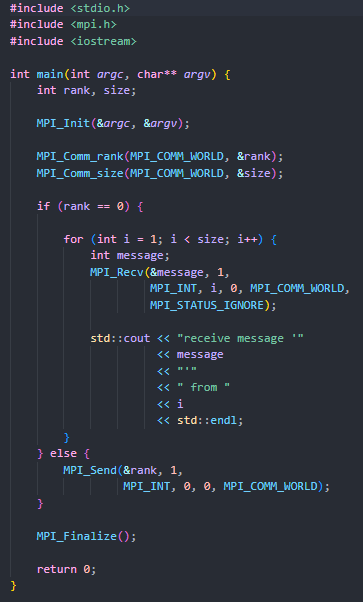 #include <stdio.h>
#include <mpi.h>
#include <iostream>

int main(int argc, char** argv) {
    int rank, size;

    MPI_Init(&argc, &argv);

    MPI_Comm_rank(MPI_COMM_WORLD, &rank);
    MPI_Comm_size(MPI_COMM_WORLD, &size);

    if (rank == 0) {

        for (int i = 1; i < size; i++) {
            int message;
            MPI_Recv(&message, 1,
                     MPI_INT, i, 0, MPI_COMM_WORLD,
                     MPI_STATUS_IGNORE);

            std::cout << "receive message '"
                      << message
                      << "'"
                      << " from "
                      << i
                      << std::endl;
        }
    } else {
        MPI_Send(&rank, 1,
                 MPI_INT, 0, 0, MPI_COMM_WORLD);
    }

    MPI_Finalize();

    return 0;
}